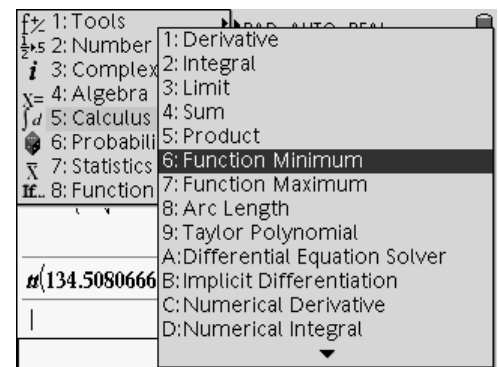 1: Tools
2: Number
3: Complex
4: Algebra
5: Calculus
6: Probabili
7: Statistics
8: Function
RAD AUTO REAL
1: Derivative
2: Integral
3: Limit
4: Sum
5: Product
6: Function Minimum
7: Function Maximum
8: Arc Length
9: Taylor Polynomial
A:Differential Equation Solver
B:Implicit Differentiation
C:Numerical Derivative
D:Numerical Integral
tt(134.5080666